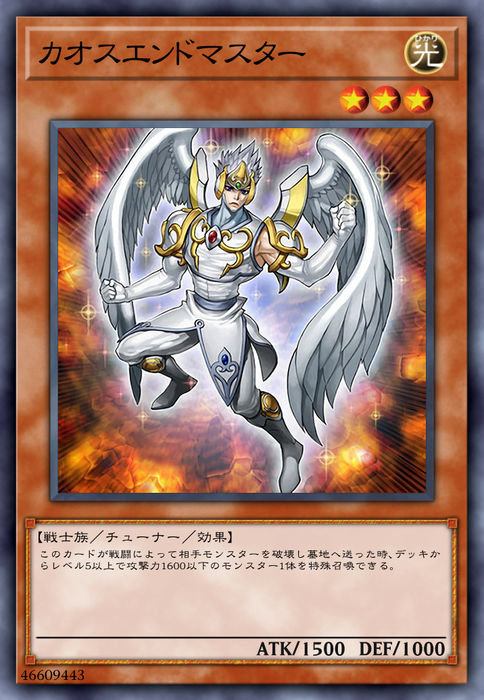 カオスエンドマスター
ひかり
光
【戦士族／チューナー／効果】
このカードが戦闘によって相手モンスターを破壊し墓地へ送った時、デッキか
らレベル5以上で攻撃力1600以下のモンスター1体を特殊召喚できる。
ATK/1500 DEF/1000
46609443